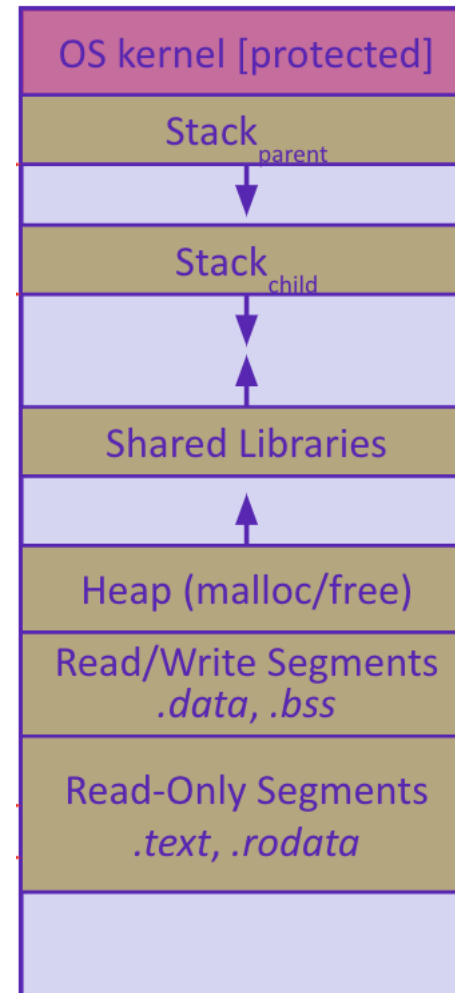 OS kernel [protected]
Stack parent
Stack child
Shared Libraries
Heap (malloc/free)
Read/Write Segments
.data, .bss
Read-Only Segments
.text, .rodata